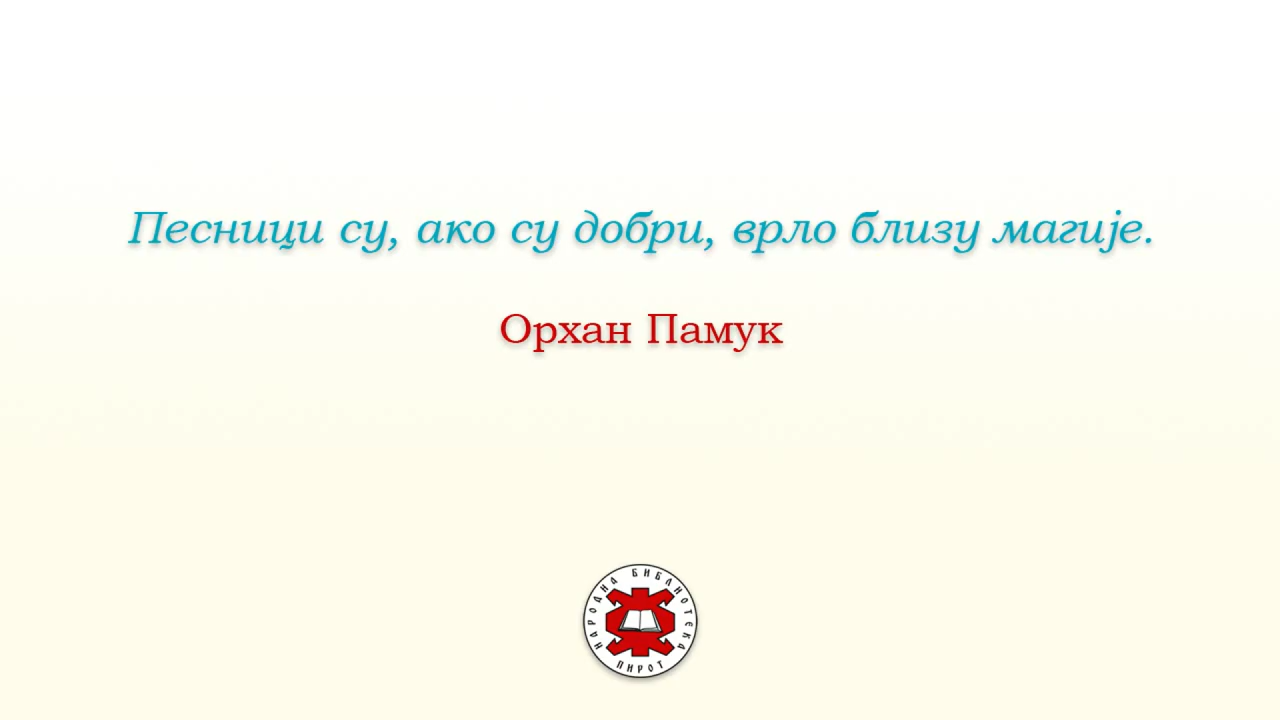 Песници су, ако су добри, врло близу магије.
Орхан Памук
НАРОДНА БИБЛИОТЕКА
ПИРОТ